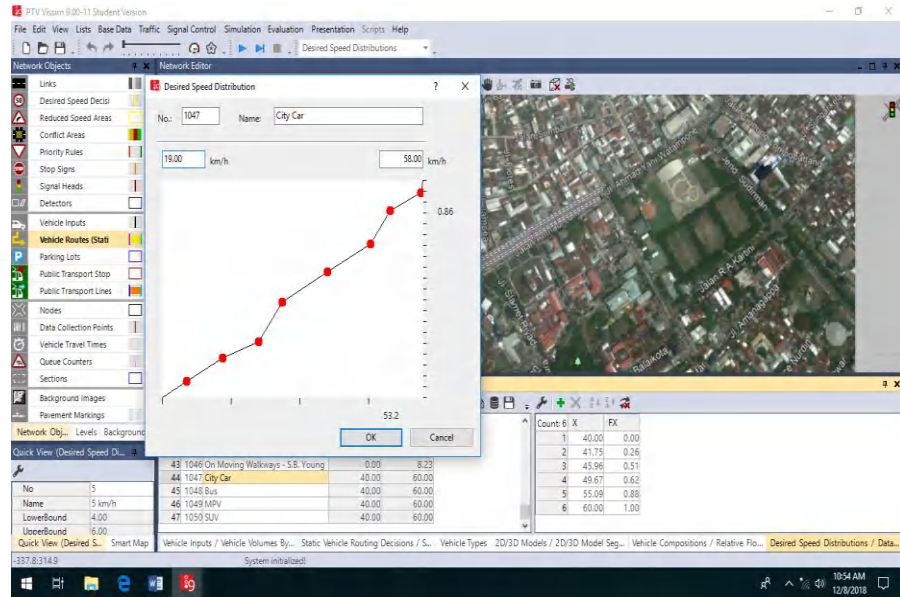 PTV Vissim 9.00-11 Student Version
File Edit View Lists Base Data Traffic Signal Control Simulation Evaluation Presentation Scripts Help
Desired Speed Distributions
Network Objects
Network Editor
Links
Desired Speed Decisi
Reduced Speed Areas
Conflict Areas
Priority Rules
Stop Signs
Signal Heads
Detectors
Vehicle Inputs
Vehicle Routes (Stati
Parking Lots
Public Transport Stop
Public Transport Lines
Nodes
Data Collection Points
Vehicle Travel Times
Queue Counters
Sections
Background Images
Pavement Markings
Network Obj... Levels Background
Quick View (Desired Speed Di...
No 5
Name 5 km/h
LowerBound 4.00
UpperBound 6.00
Quick View (Desired S... Smart Map
Desired Speed Distribution ? X
No.: 1047 Name: City Car
19.00 km/h 58.00 km/h
0.86
53.2
OK Cancel
43 1046 On Moving Walkways - S.B. Young 0.00 8.23
44 1047 City Car 40.00 60.00
45 1048 Bus 40.00 60.00
46 1049 MPV 40.00 60.00
47 1050 SUV 40.00 60.00
Count: 6 X FX
1 40.00 0.00
2 41.75 0.26
3 45.96 0.51
4 49.67 0.62
5 55.09 0.88
6 60.00 1.00
Jalan R.A. Kartini
Balaikota
Vehicle Inputs / Vehicle Volumes By... Static Vehicle Routing Decisions / S... Vehicle Types 2D/3D Models / 2D/3D Model Seg... Vehicle Compositions / Relative Flo... Desired Speed Distributions / Data...
-337.8:314.9 System initialized!
10:54 AM
12/8/2018